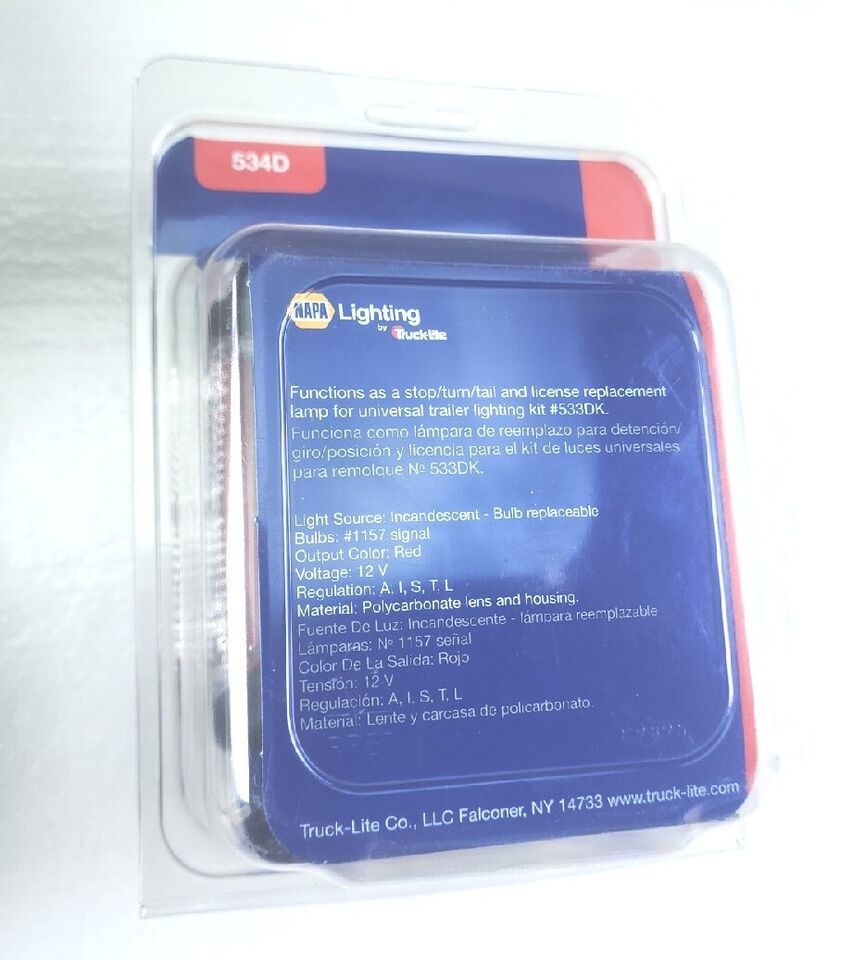 534D
NAPA Lighting
by Truck-Lite
Functions as a stop/turn/tail and license replacement
lamp for universal trailer lighting kit #533DK.
Funciona como lámpara de reemplazo para detención/
giro/posición y licencia para el kit de luces universales
para remolque Nº 533DK.
Light Source: Incandescent - Bulb replaceable
Bulbs: #1157 signal
Output Color: Red
Voltage: 12 V
Regulation: A, I, S, T, L
Material: Polycarbonate lens and housing.
Fuente De Luz: Incandescente - lámpara reemplazable
Lámparas: Nº 1157 señal
Color De La Salida: Rojo
Tensión: 12 V
Regulación: A, I, S, T, L
Material: Lente y carcasa de policarbonato.
Truck-Lite Co., LLC Falconer, NY 14733 www.truck-lite.com